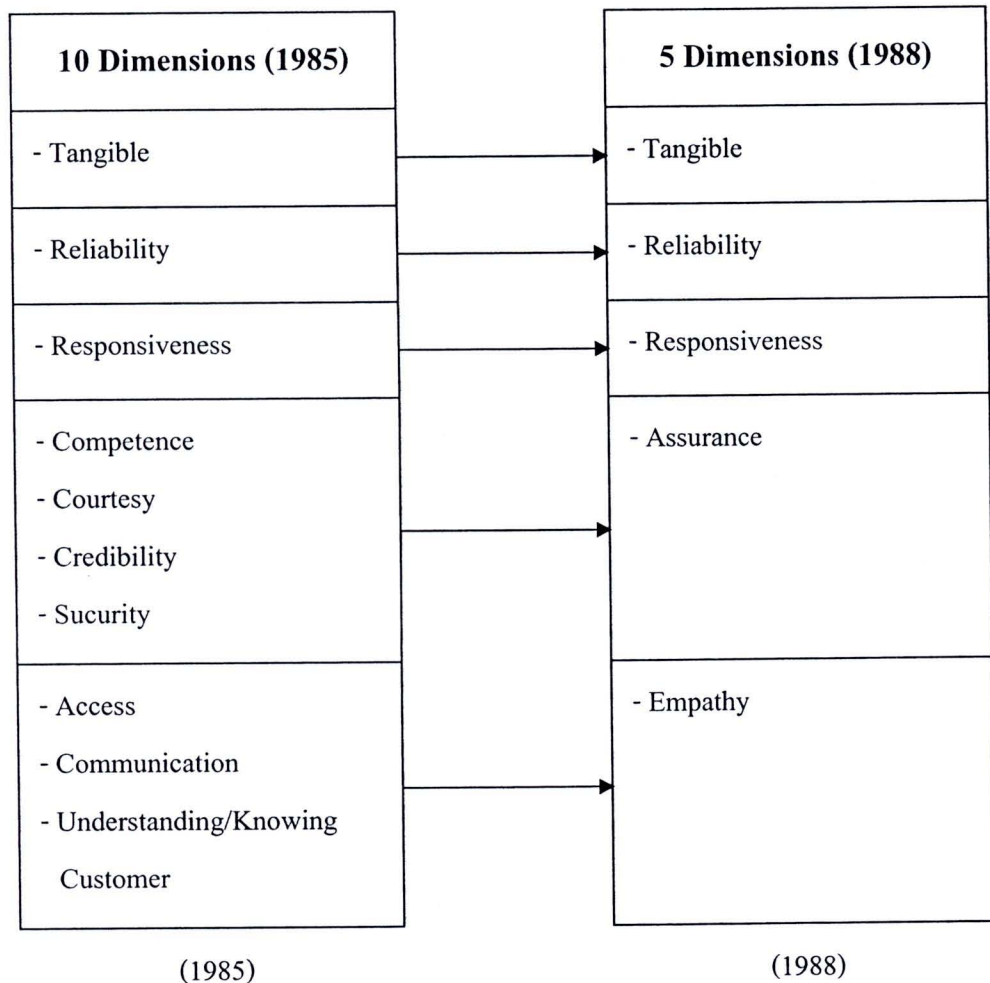 10 Dimensions (1985)
- Tangible
- Reliability
- Responsiveness
- Competence
- Courtesy
- Credibility
- Sucurity
- Access
- Communication
- Understanding/Knowing
Customer
(1985)
5 Dimensions (1988)
- Tangible
- Reliability
- Responsiveness
- Assurance
- Empathy
(1988)